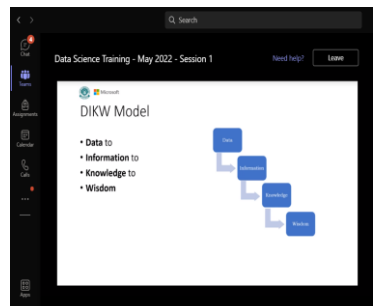 Search
Chat
4
Data Science Training - May 2022 - Session 1
Need help?
Leave
Teams
Assignments
Calendar
Calls
...
Apps
Microsoft
DIKW Model
• Data to
• Information to
• Knowledge to
• Wisdom
Data
Information
Knowledge
Wisdom